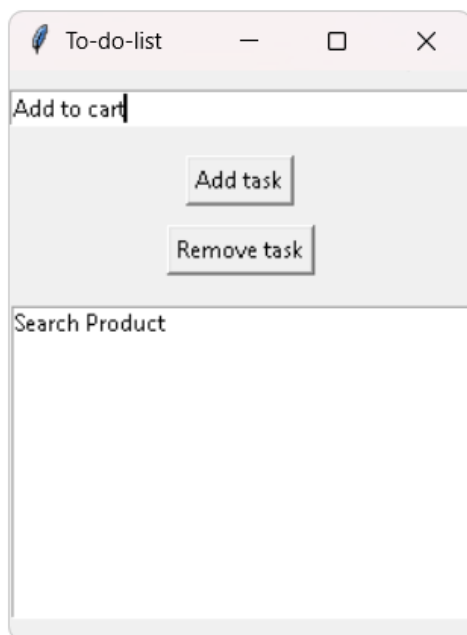 To-do-list
Add to cart
Add task
Remove task
Search Product